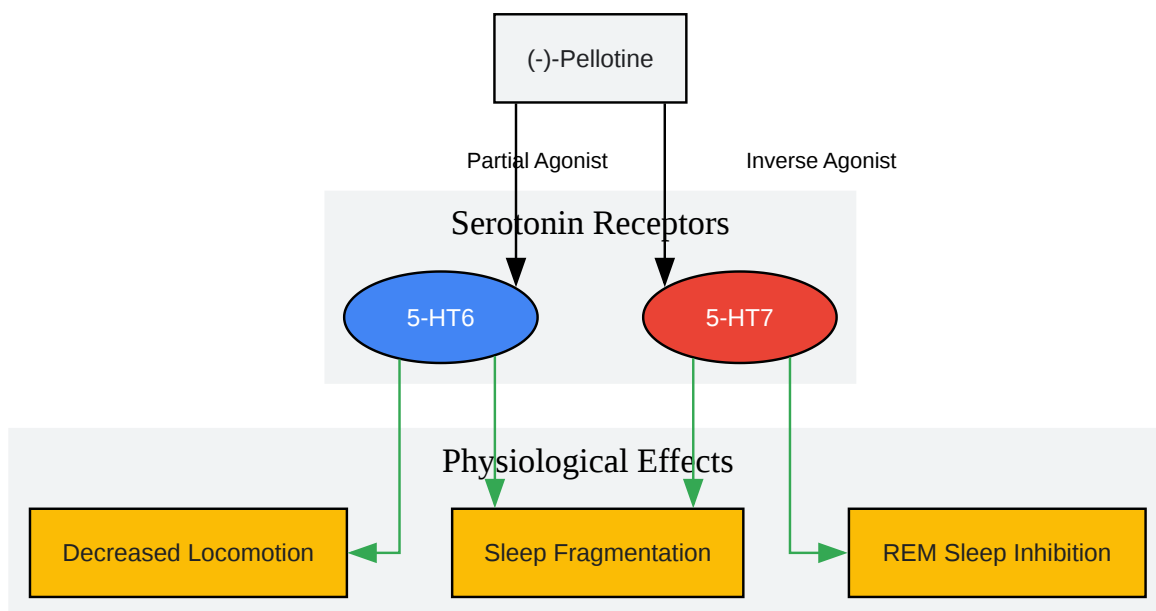 (-)-Pellotine
Partial Agonist
Inverse Agonist
Serotonin Receptors
5-HT6
5-HT7
Physiological Effects
Decreased Locomotion
Sleep Fragmentation
REM Sleep Inhibition